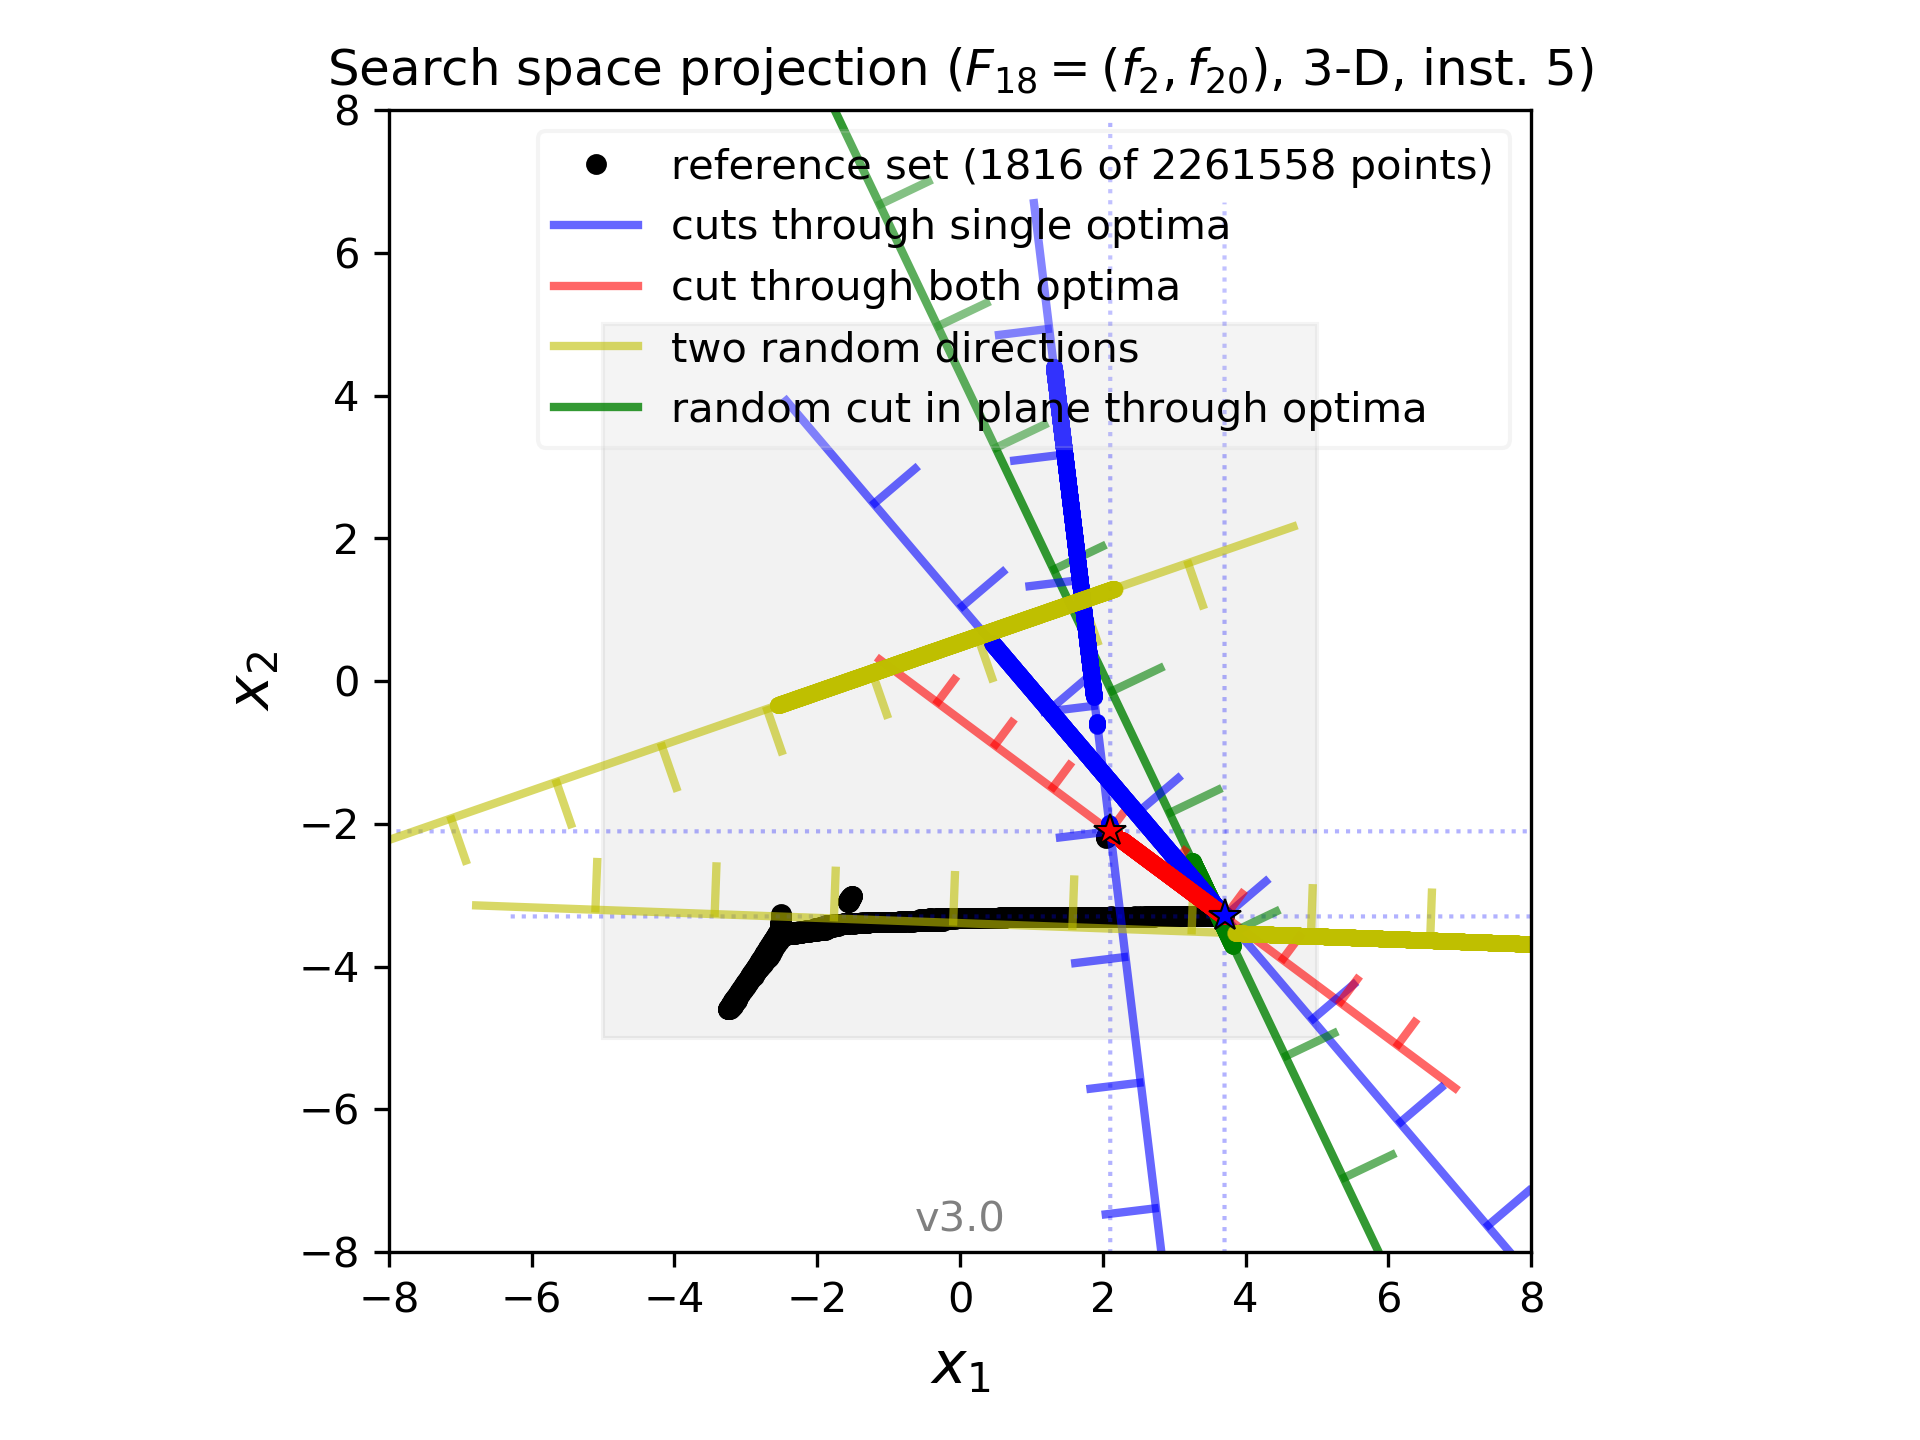 Search space projection (F₁₈ = (f₂, f₂₀), 3-D, inst. 5)
reference set (1816 of 2261558 points)
cuts through single optima
cut through both optima
two random directions
random cut in plane through optima
8
6
4
2
0
−2
−4
−6
−8
x₂
v3.0
−8 −6 −4 −2 0 2 4 6 8
x₁